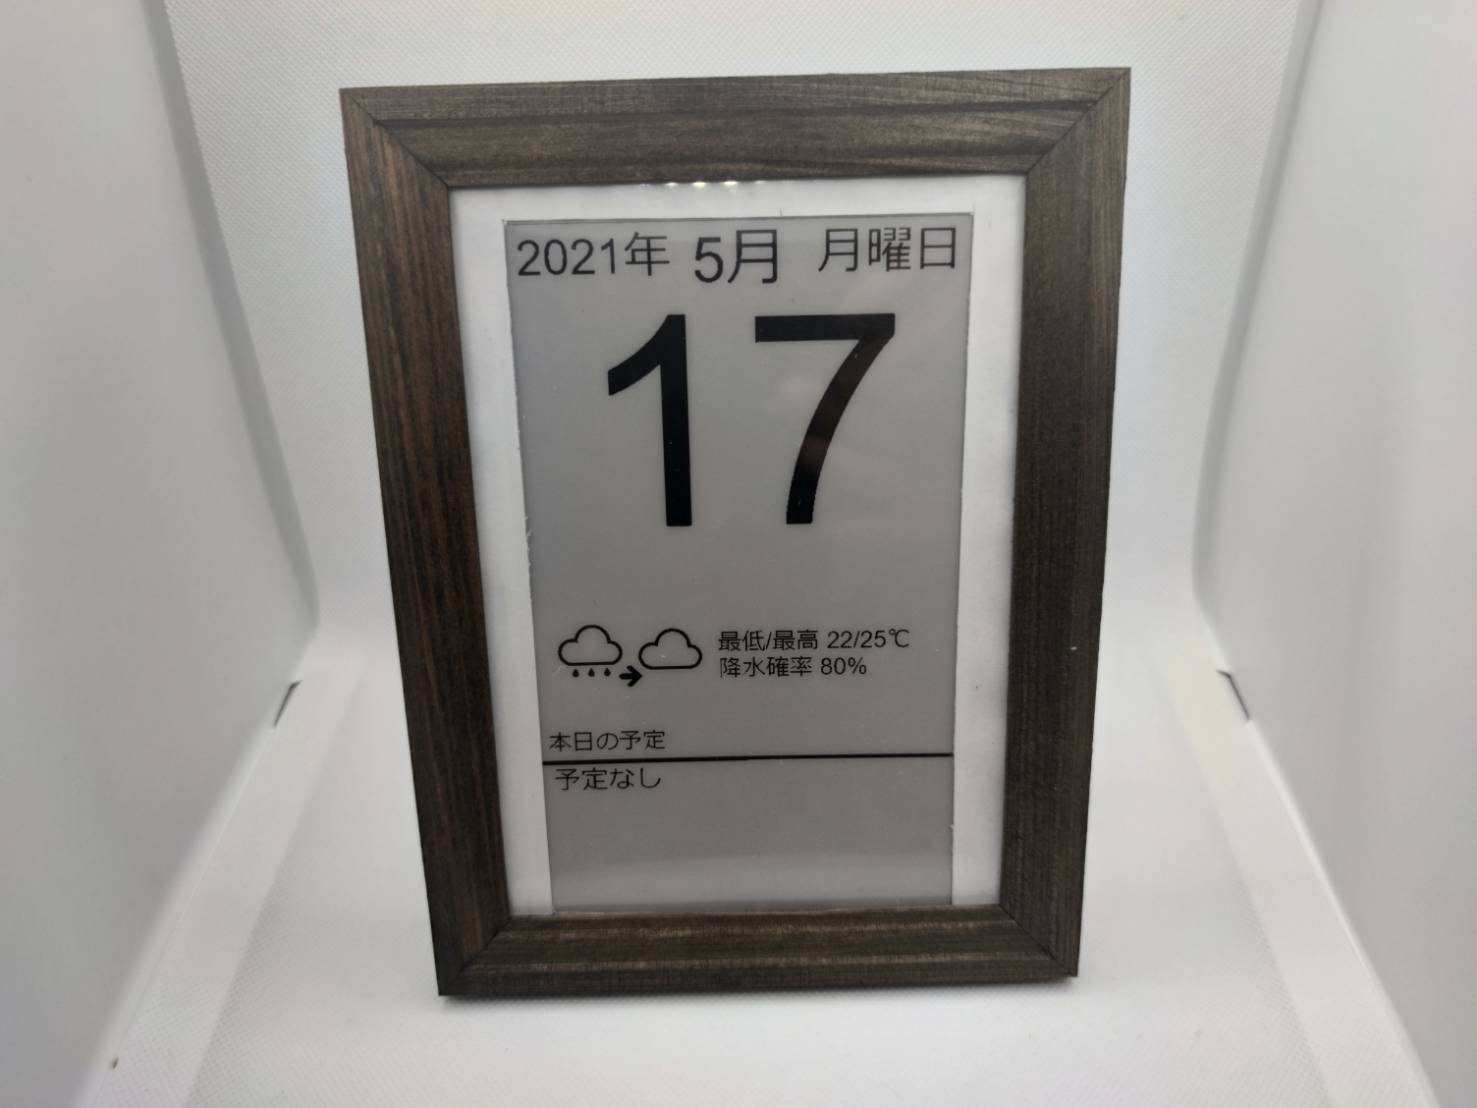 2021年 5月 月曜日
17
最低/最高 22/25℃
降水確率 80%
本日の予定
予定なし